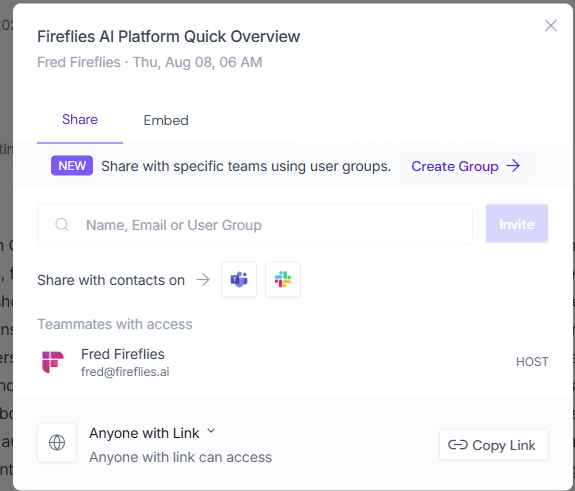 Fireflies AI Platform Quick Overview
Fred Fireflies · Thu, Aug 08, 06 AM
Share Embed
NEW Share with specific teams using user groups. Create Group →
Name, Email or User Group Invite
Share with contacts on →
Teammates with access
Fred Fireflies
fred@fireflies.ai
HOST
Anyone with Link
Anyone with link can access
Copy Link